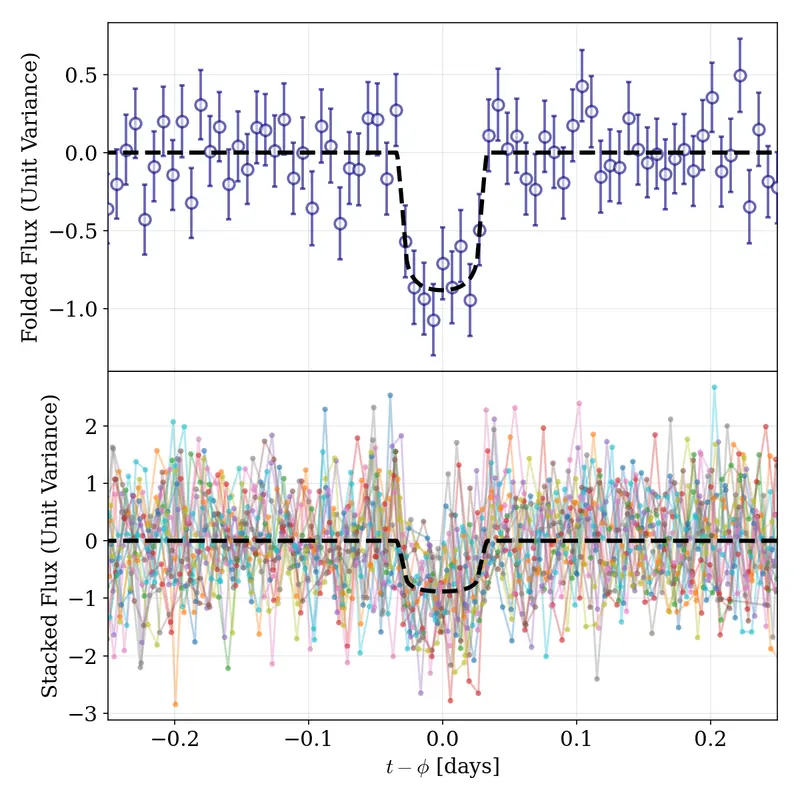 Folded Flux (Unit Variance)
0.5
0.0
−0.5
−1.0
Stacked Flux (Unit Variance)
2
1
0
−1
−2
−3
−0.2 −0.1 0.0 0.1 0.2
t − ϕ [days]